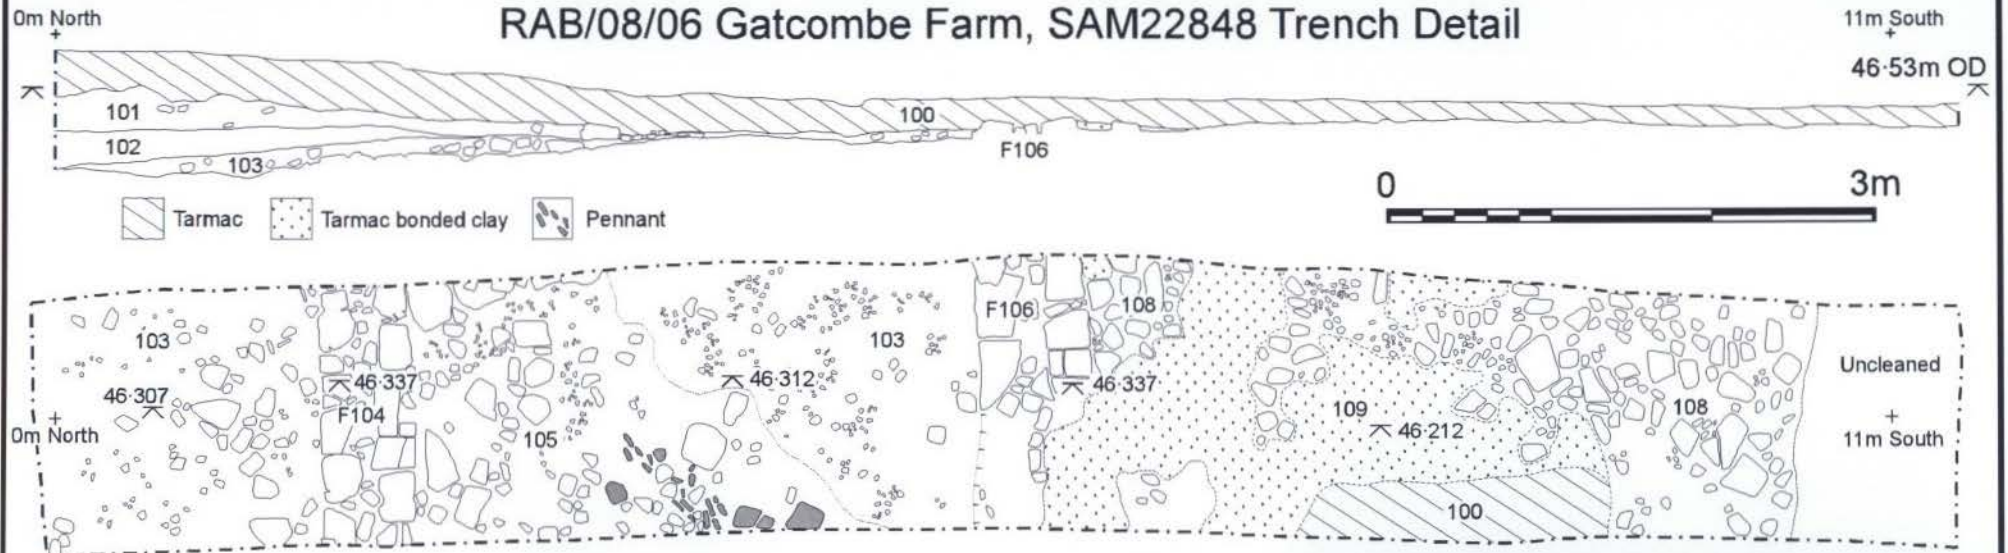 RAB/08/06 Gatcombe Farm, SAM22848 Trench Detail
0m North
11m South
46·53m OD
101
100
102
103
F106
0 3m
Tarmac
Tarmac bonded clay
Pennant
F106
108
103
103
Uncleaned
46·337
46·312
46·337
46·307
F104
109
108
0m North
105
46·212
11m South
100